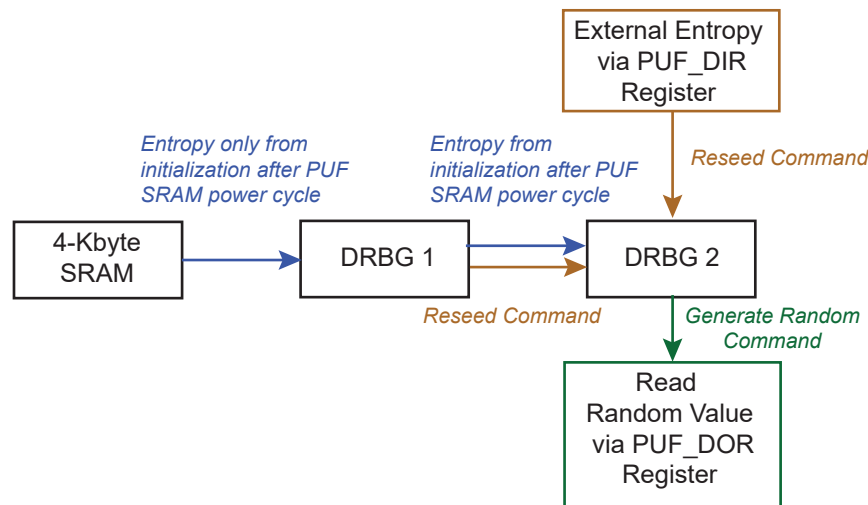 External Entropy
via PUF_DIR
Register
Entropy only from
initialization after PUF
SRAM power cycle
Entropy from
initialization after PUF
SRAM power cycle
Reseed Command
4-Kbyte
SRAM
DRBG 1
DRBG 2
Reseed Command
Generate Random
Command
Read
Random Value
via PUF_DOR
Register